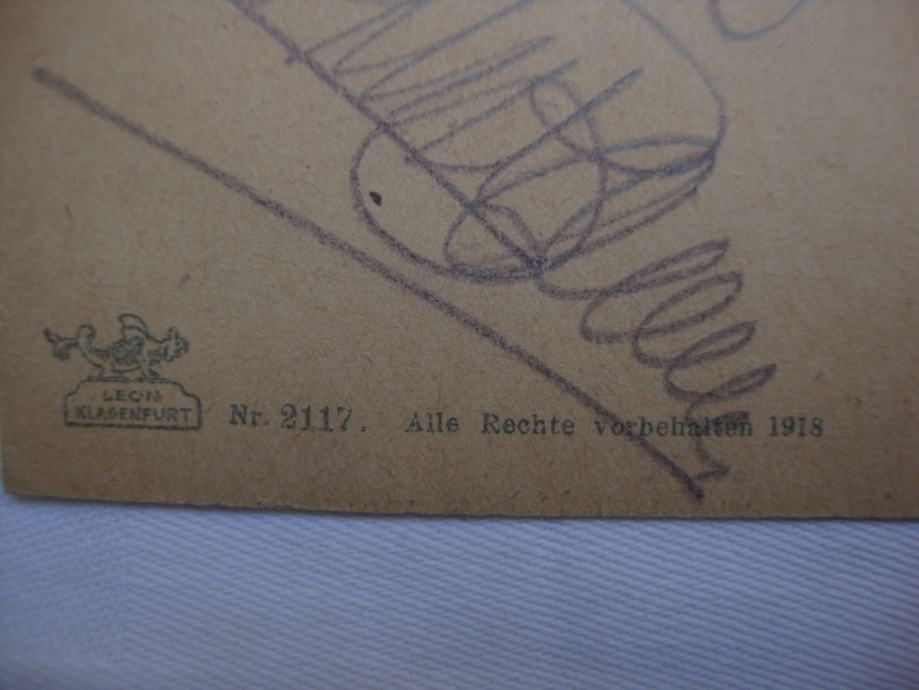 LEON
KLAGENFURT
Nr. 2117. Alle Rechte vorbehalten 1918